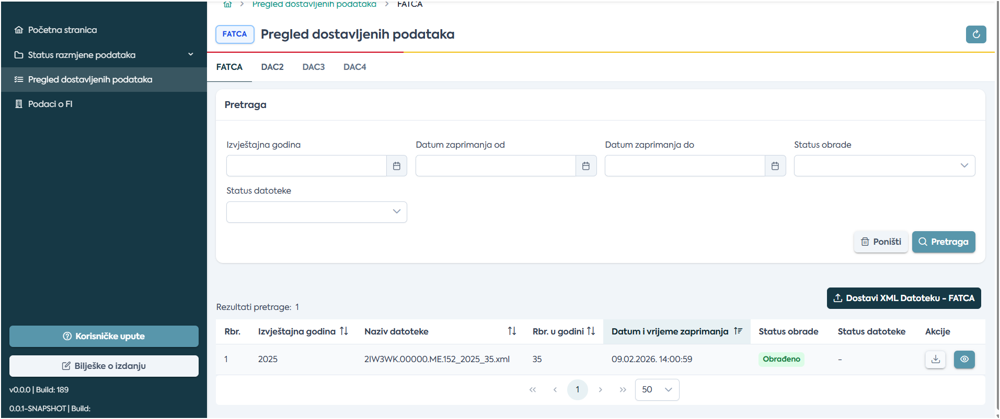 Početna stranica
Status razmjene podataka
Pregled dostavljenih podataka
Podaci o FI
Korisničke upute
Bilješke o izdanju
v0.0.0 | Build: 189
0.0.1-SNAPSHOT | Build:
Pregled dostavljenih podataka > FATCA
FATCA Pregled dostavljenih podataka
FATCA DAC2 DAC3 DAC4
Pretraga
Izvještajna godina Datum zaprimanja od Datum zaprimanja do Status obrade
Status datoteke
Poništi Pretraga
Dostavi XML Datoteku - FATCA
Rezultati pretrage: 1
Rbr. Izvještajna godina Naziv datoteke Rbr. u godini Datum i vrijeme zaprimanja Status obrade Status datoteke Akcije
1 2025 2IW3WK.00000.ME.152_2025_35.xml 35 09.02.2026. 14:00:59 Obrađeno -
« ‹ 1 › » 50